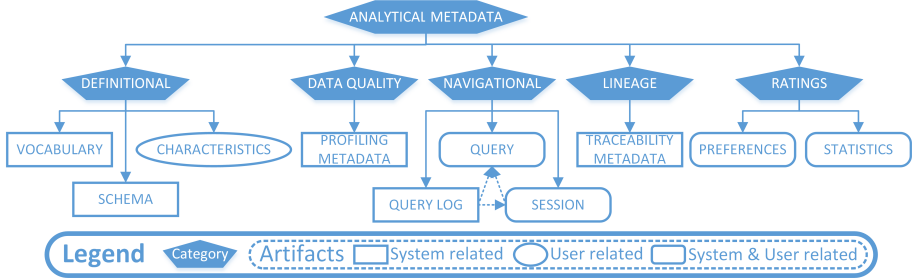 ANALYTICAL METADATA
DEFINITIONAL
DATA QUALITY
NAVIGATIONAL
LINEAGE
RATINGS
VOCABULARY
CHARACTERISTICS
PROFILING
METADATA
QUERY
TRACEABILITY
METADATA
PREFERENCES
STATISTICS
SCHEMA
QUERY LOG
SESSION
Legend
Category
Artifacts
System related
User related
System & User related